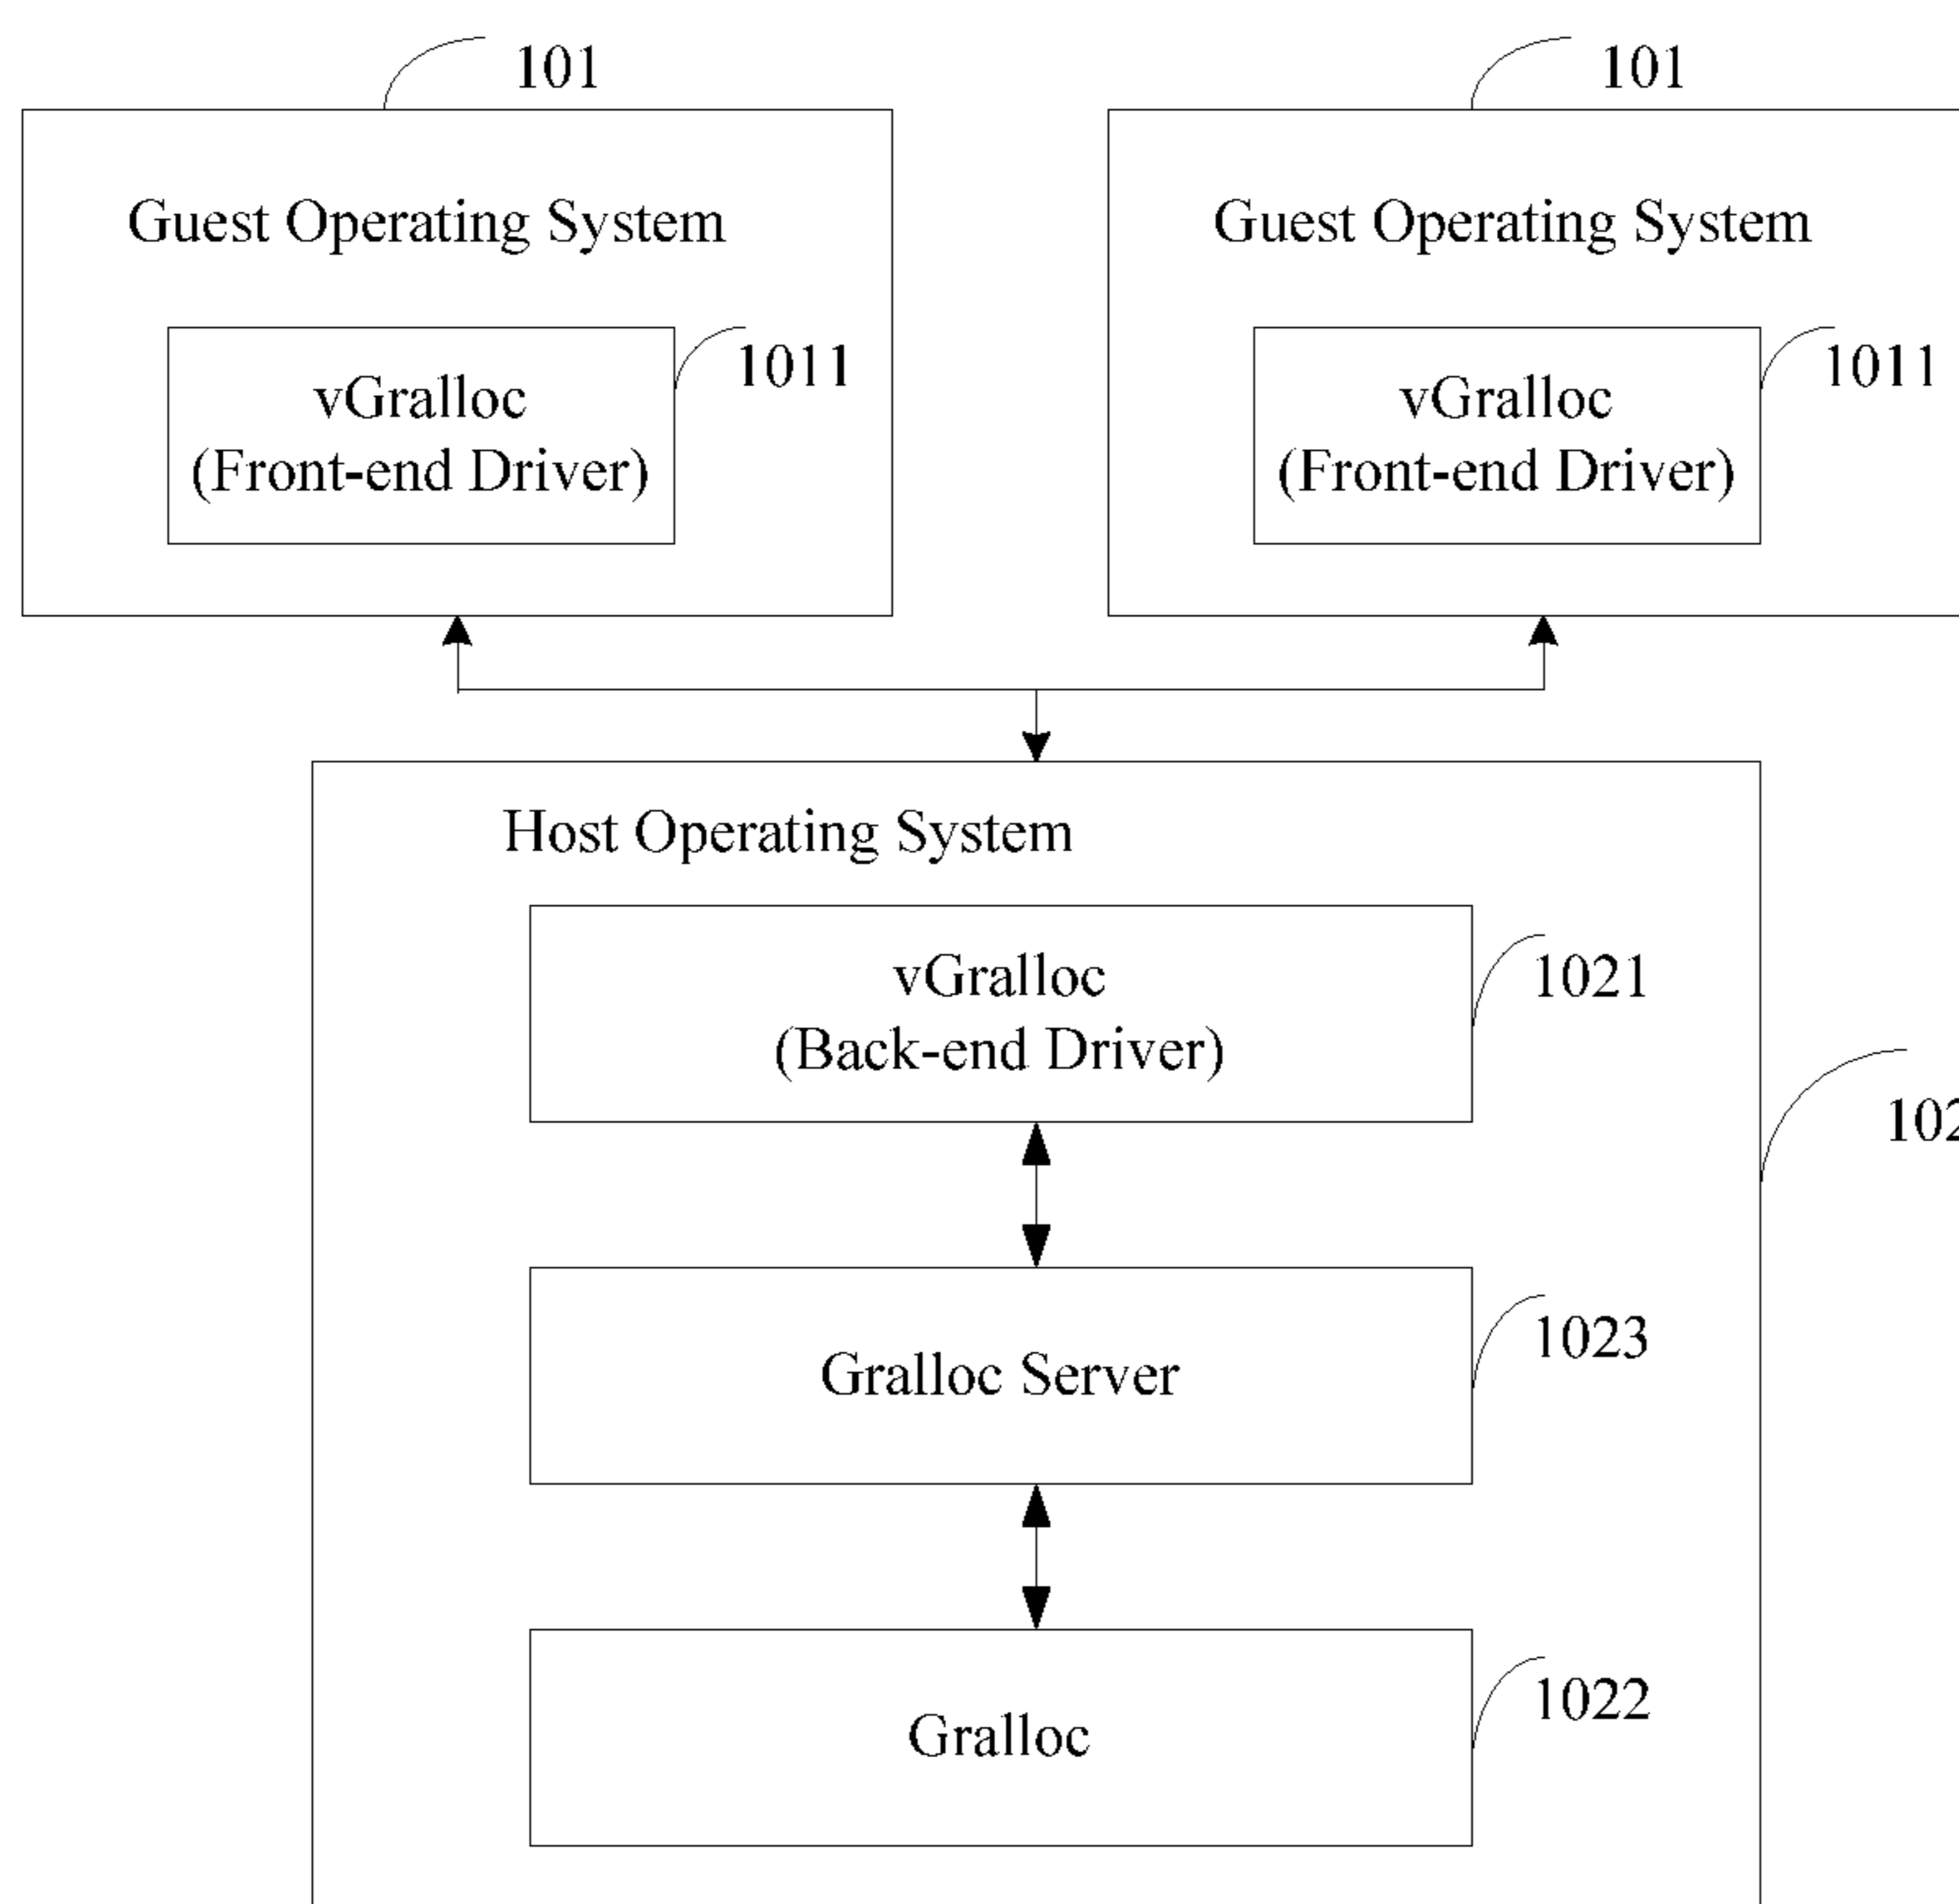 101
101
Guest Operating System
Guest Operating System
1011
1011
vGralloc
(Front-end Driver)
vGralloc
(Front-end Driver)
Host Operating System
vGralloc
(Back-end Driver)
1021
102
Gralloc Server
1023
Gralloc
1022